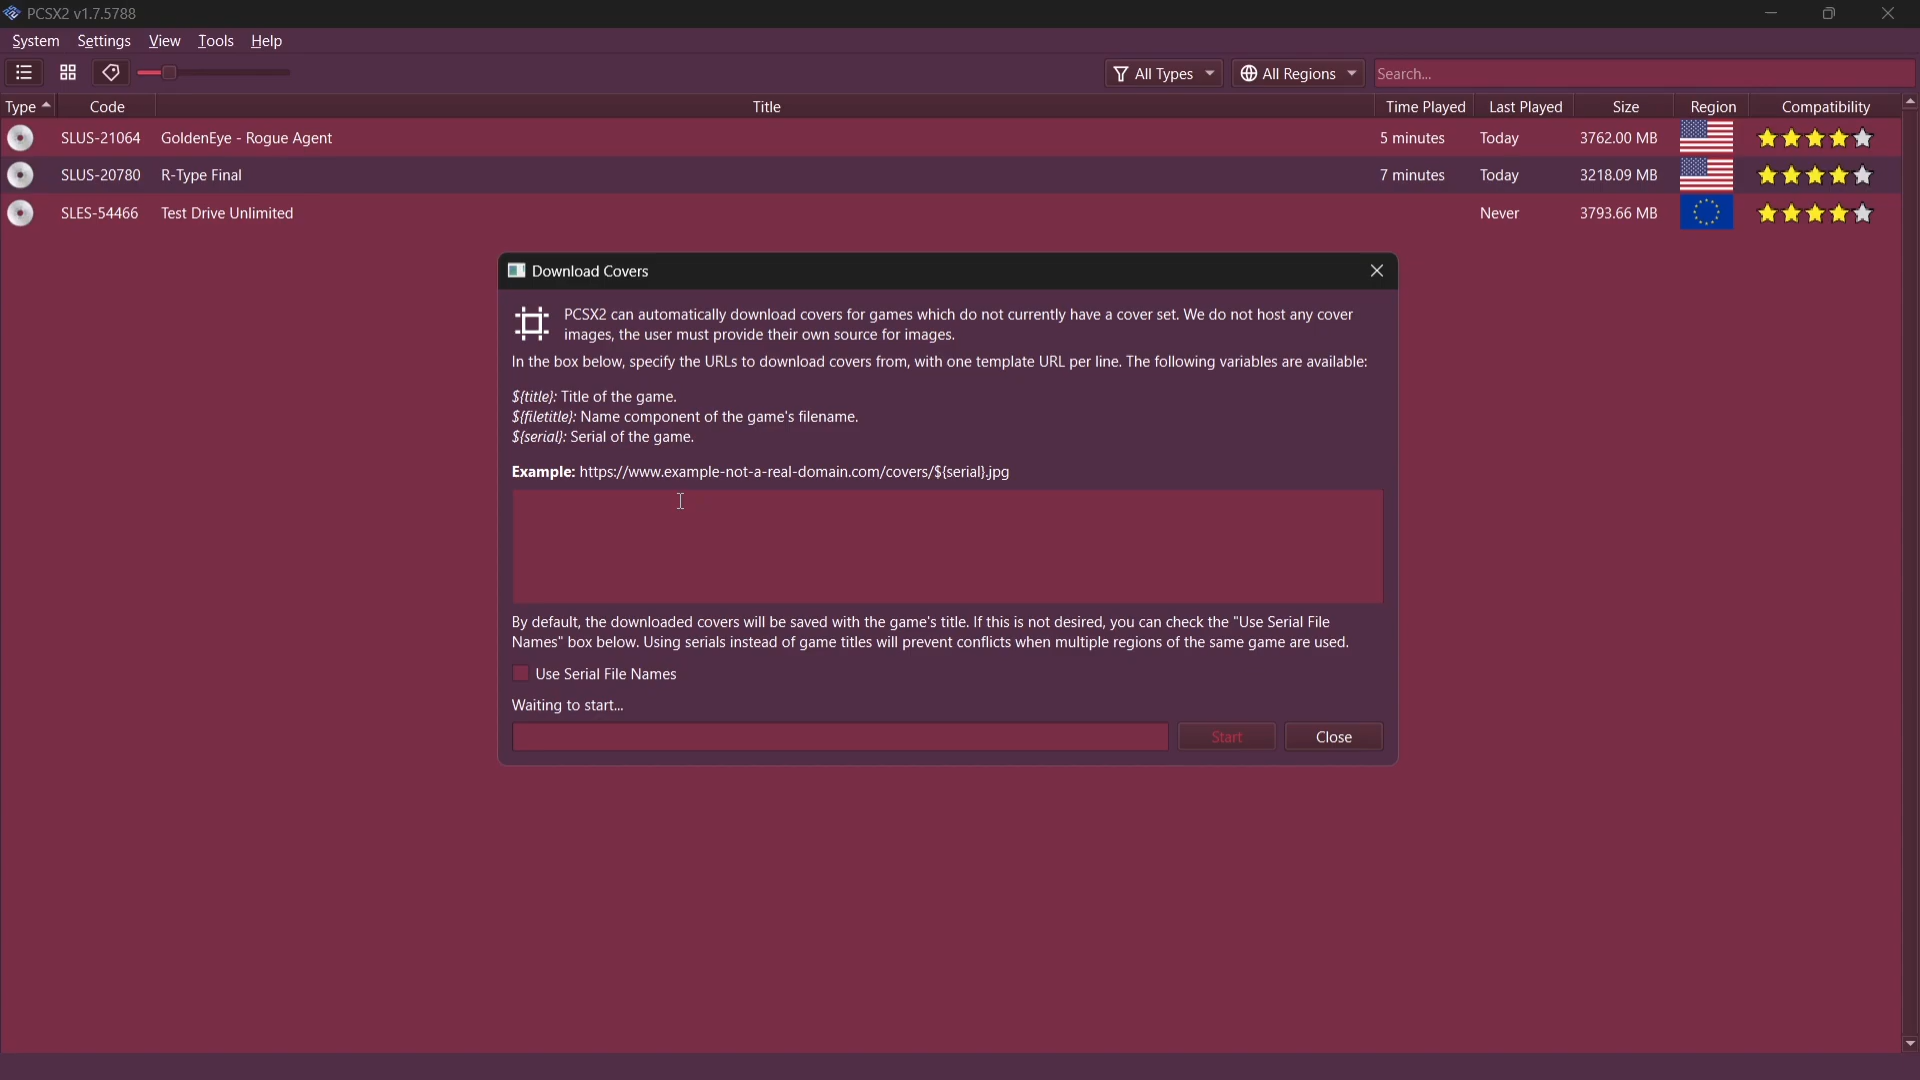 PCSX2 v1.7.5788
System Settings View Tools Help
All Types All Regions Search...
Type Code Title Time Played Last Played Size Region Compatibility
SLUS-21064 GoldenEye - Rogue Agent 5 minutes Today 3762.00 MB
SLUS-20780 R-Type Final 7 minutes Today 3218.09 MB
SLES-54466 Test Drive Unlimited Never 3793.66 MB
Download Covers
PCSX2 can automatically download covers for games which do not currently have a cover set. We do not host any cover
images, the user must provide their own source for images.
In the box below, specify the URLs to download covers from, with one template URL per line. The following variables are available:
${title}: Title of the game.
${filetitle}: Name component of the game's filename.
${serial}: Serial of the game.
Example: https://www.example-not-a-real-domain.com/covers/${serial}.jpg
By default, the downloaded covers will be saved with the game's title. If this is not desired, you can check the "Use Serial File
Names" box below. Using serials instead of game titles will prevent conflicts when multiple regions of the same game are used.
Use Serial File Names
Waiting to start...
Start Close